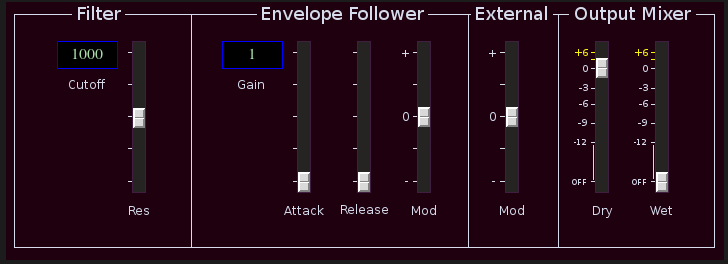 Filter
1000
Cutoff
Res
Envelope Follower
1
Gain
Attack
Release
+
0
-
Mod
External
+
0
-
Mod
Output Mixer
+6
0
-3
-6
-9
-12
OFF
Dry
+6
0
-3
-6
-9
-12
OFF
Wet